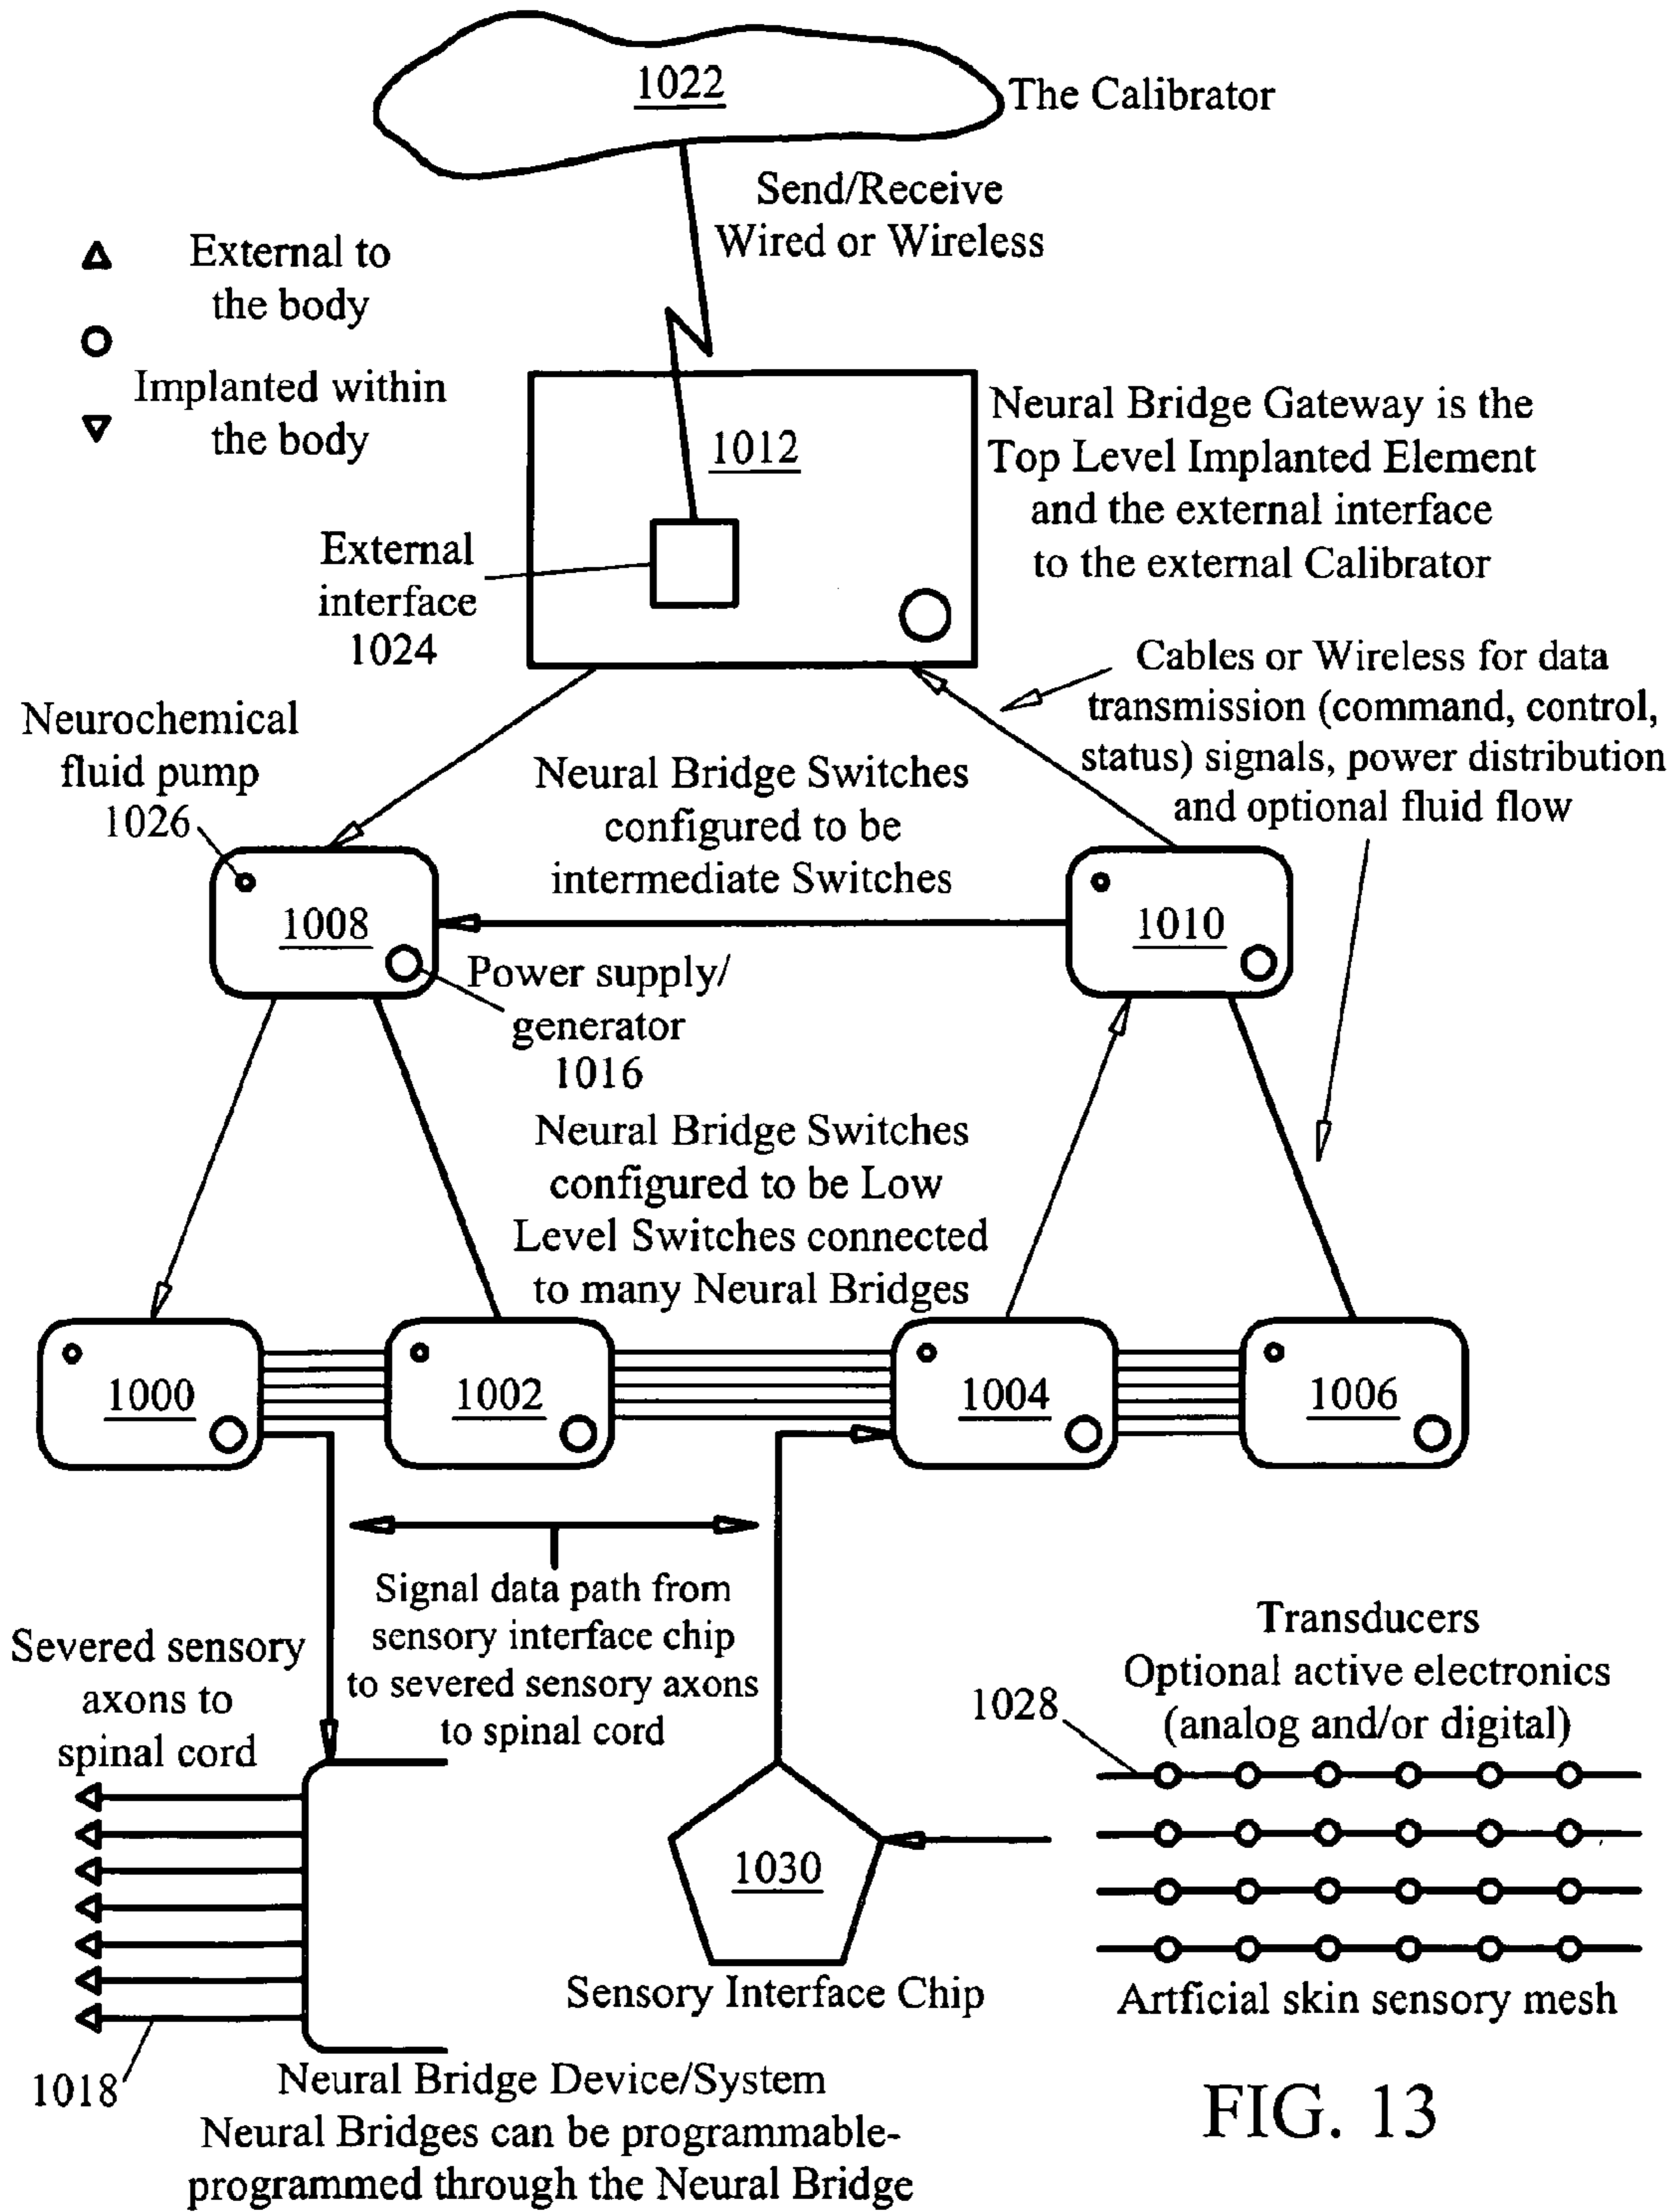 1022
The Calibrator
Send/Receive
Wired or Wireless
External to
the body
Implanted within
the body
1012
Neural Bridge Gateway is the
Top Level Implanted Element
and the external interface
to the external Calibrator
External
interface
1024
Cables or Wireless for data
transmission (command, control,
status) signals, power distribution
and optional fluid flow
Neurochemical
fluid pump
1026
Neural Bridge Switches
configured to be
intermediate Switches
1008
1010
Power supply/
generator
1016
Neural Bridge Switches
configured to be Low
Level Switches connected
to many Neural Bridges
1000
1002
1004
1006
Signal data path from
sensory interface chip
to severed sensory axons
to spinal cord
Severed sensory
axons to
spinal cord
Transducers
Optional active electronics
(analog and/or digital)
1028
1030
Sensory Interface Chip
Artficial skin sensory mesh
1018
Neural Bridge Device/System
Neural Bridges can be programmable-
programmed through the Neural Bridge
FIG. 13